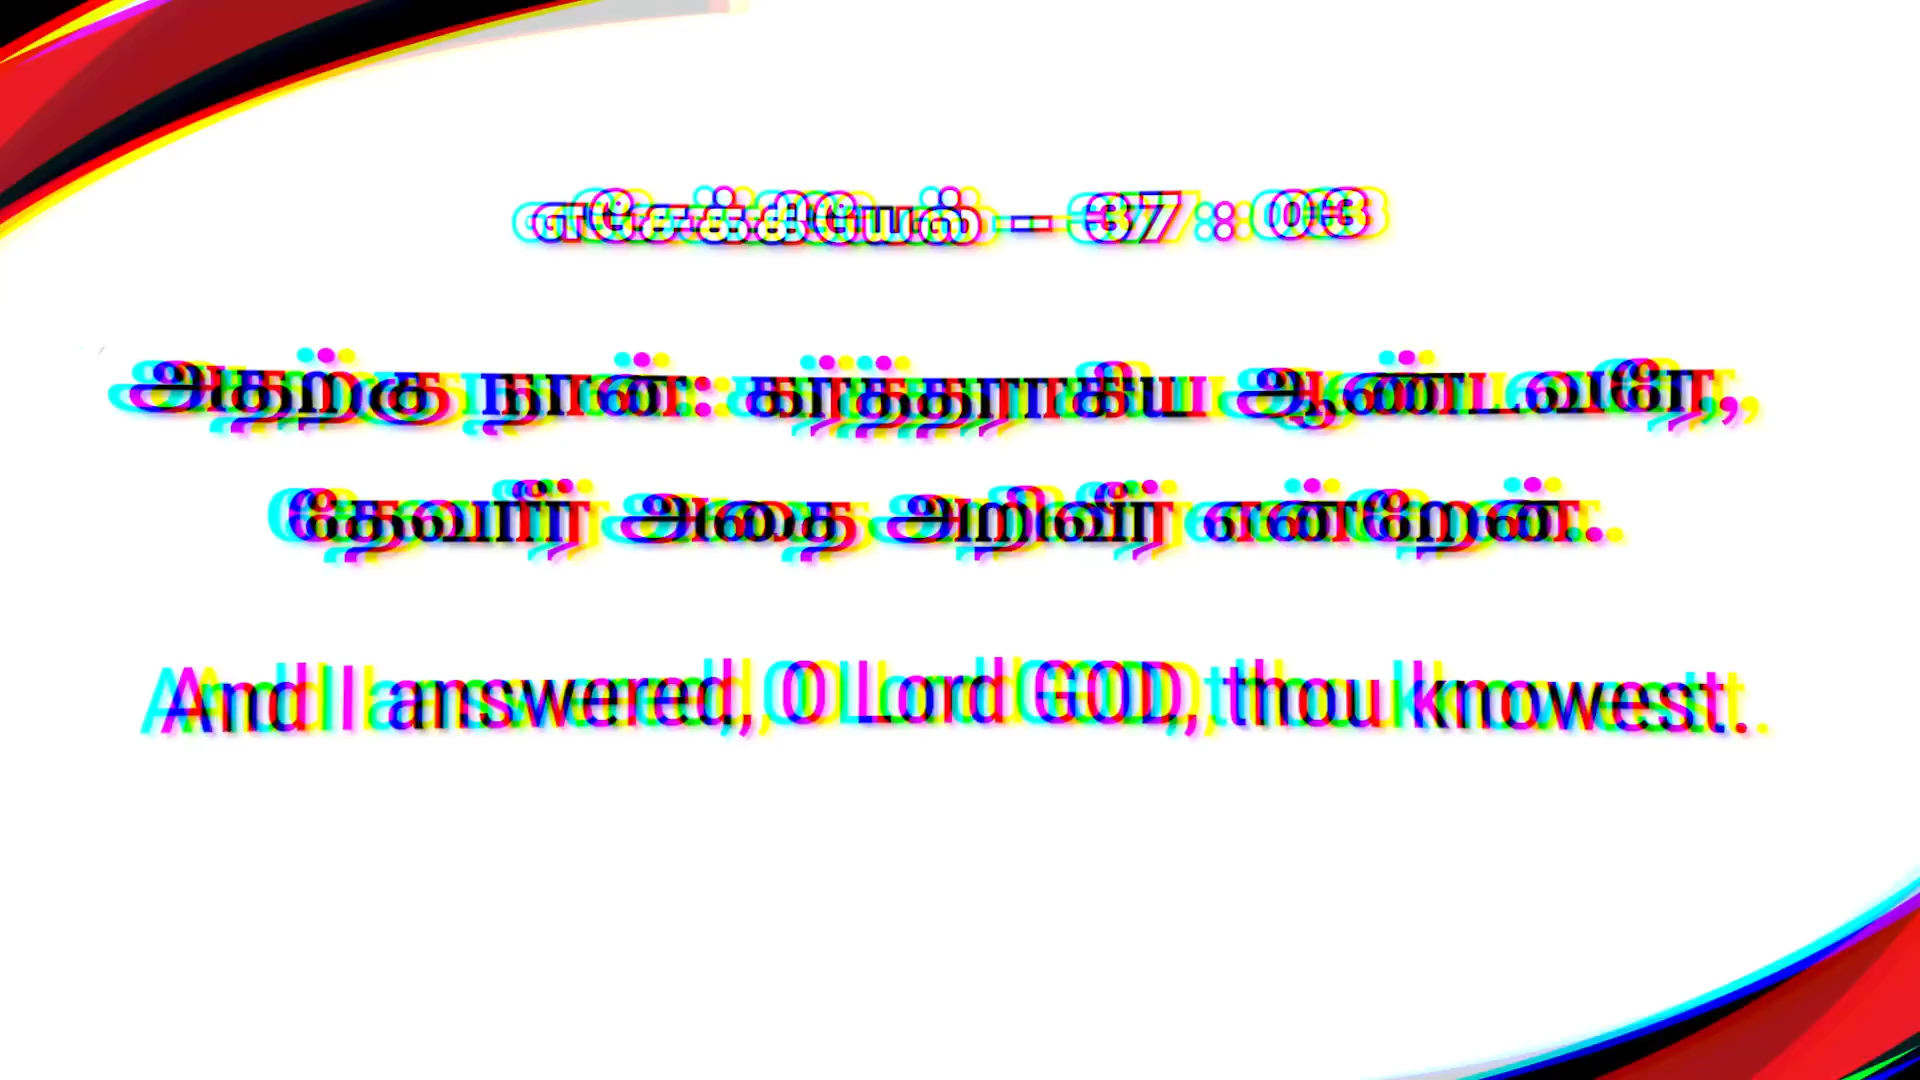 எசேக்கியேல் - 37 : 03
அதற்கு நான்: கர்த்தராகிய ஆண்டவரே,
தேவரீர் அதை அறிவீர் என்றேன்.
And I answered, O Lord GOD, thou knowest.